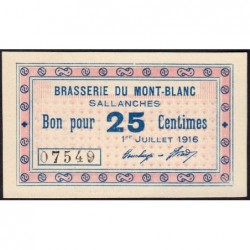 BRASSERIE DU MONT-BLANC
SALLANCHES
Bon pour 25 Centimes
1er JUILLET 1916
07549